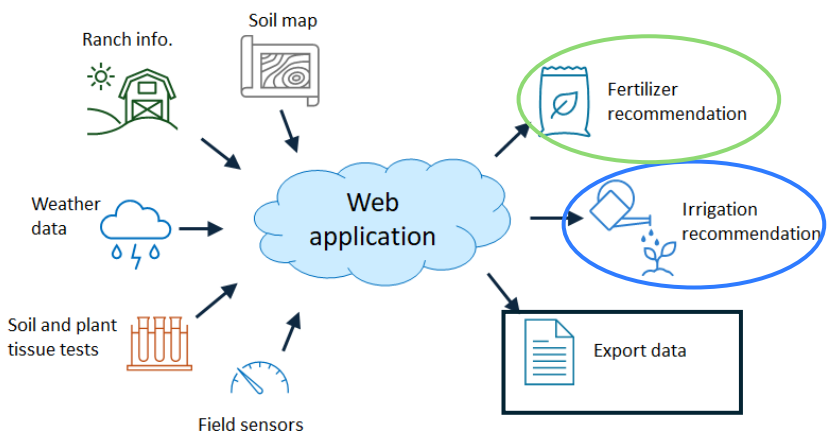 Soil map
Ranch info.
Fertilizer
recommendation
Weather
data
Web
application
Irrigation
recommendation
Soil and plant
tissue tests
Export data
Field sensors